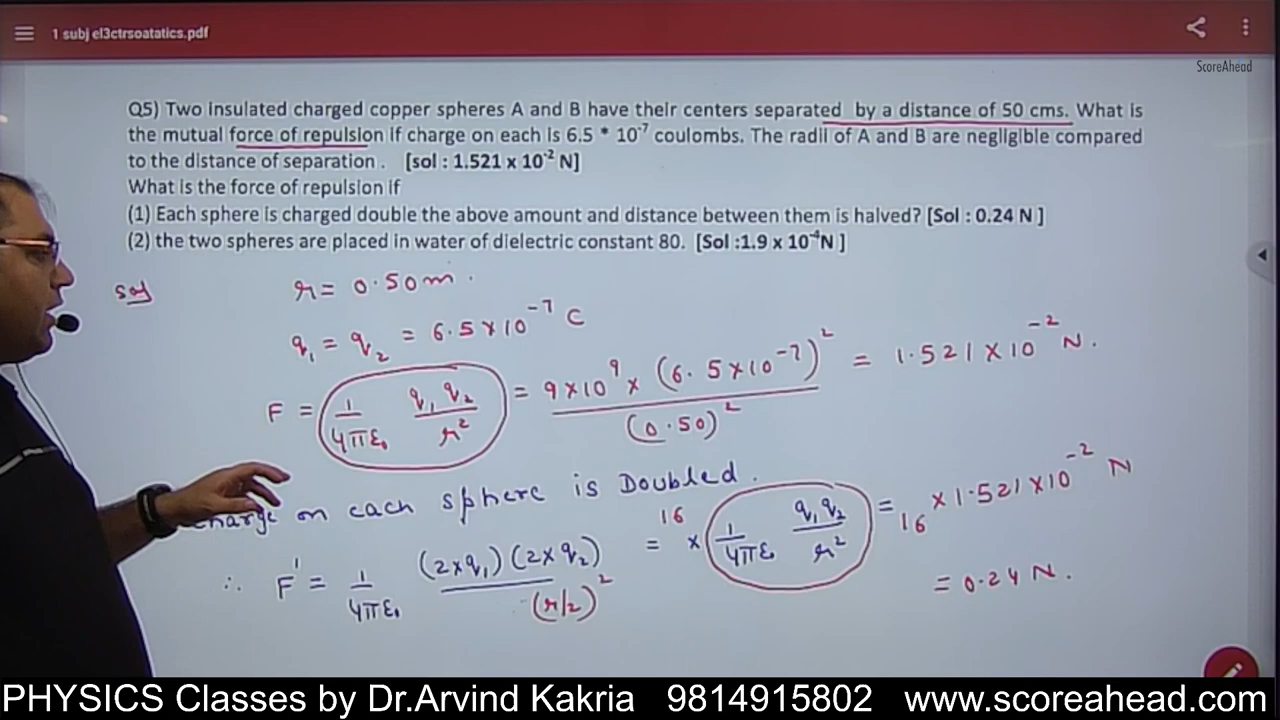 1 subj el3ctrsoatatics.pdf
ScoreAhead
Q5) Two insulated charged copper spheres A and B have their centers separated by a distance of 50 cms. What is
the mutual force of repulsion if charge on each is 6.5 * 10⁻⁷ coulombs. The radii of A and B are negligible compared
to the distance of separation . [sol : 1.521 x 10⁻² N]
What is the force of repulsion if
(1) Each sphere is charged double the above amount and distance between them is halved? [Sol : 0.24 N ]
(2) the two spheres are placed in water of dielectric constant 80. [Sol :1.9 x 10⁻⁴N ]
Sol r = 0.50m .
q₁ = q₂ = 6.5 × 10⁻⁷ C
F = 1/4πε₀ q₁ q₂/r² = 9×10⁹ × (6.5×10⁻⁷)²/(0.50)² = 1.521 × 10⁻² N.
charge on each sphere is Doubled .
∴ F' = 1/4πε₀ (2×q₁)(2×q₂)/(r/2)² = 16 × 1/4πε₀ q₁q₂/r² = 16 × 1.521 × 10⁻² N
= 0.24 N.
PHYSICS Classes by Dr.Arvind Kakria 9814915802 www.scoreahead.com